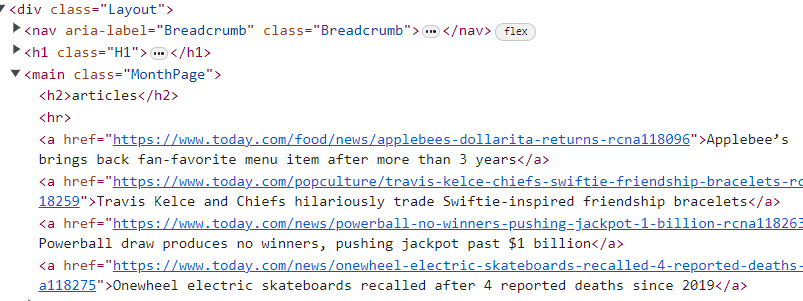 <div class="Layout">
<nav aria-label="Breadcrumb" class="Breadcrumb"> … </nav> flex
<h1 class="H1"> … </h1>
<main class="MonthPage">
<h2>articles</h2>
<hr>
<a href="https://www.today.com/food/news/applebees-dollarita-returns-rcna118096">Applebee’s
brings back fan-favorite menu item after more than 3 years</a>
<a href="https://www.today.com/popculture/travis-kelce-chiefs-swiftie-friendship-bracelets-rc
18259">Travis Kelce and Chiefs hilariously trade Swiftie-inspired friendship bracelets</a>
<a href="https://www.today.com/news/powerball-no-winners-pushing-jackpot-1-billion-rcna118263
Powerball draw produces no winners, pushing jackpot past $1 billion</a>
<a href="https://www.today.com/news/onewheel-electric-skateboards-recalled-4-reported-deaths-
a118275">Onewheel electric skateboards recalled after 4 reported deaths since 2019</a>